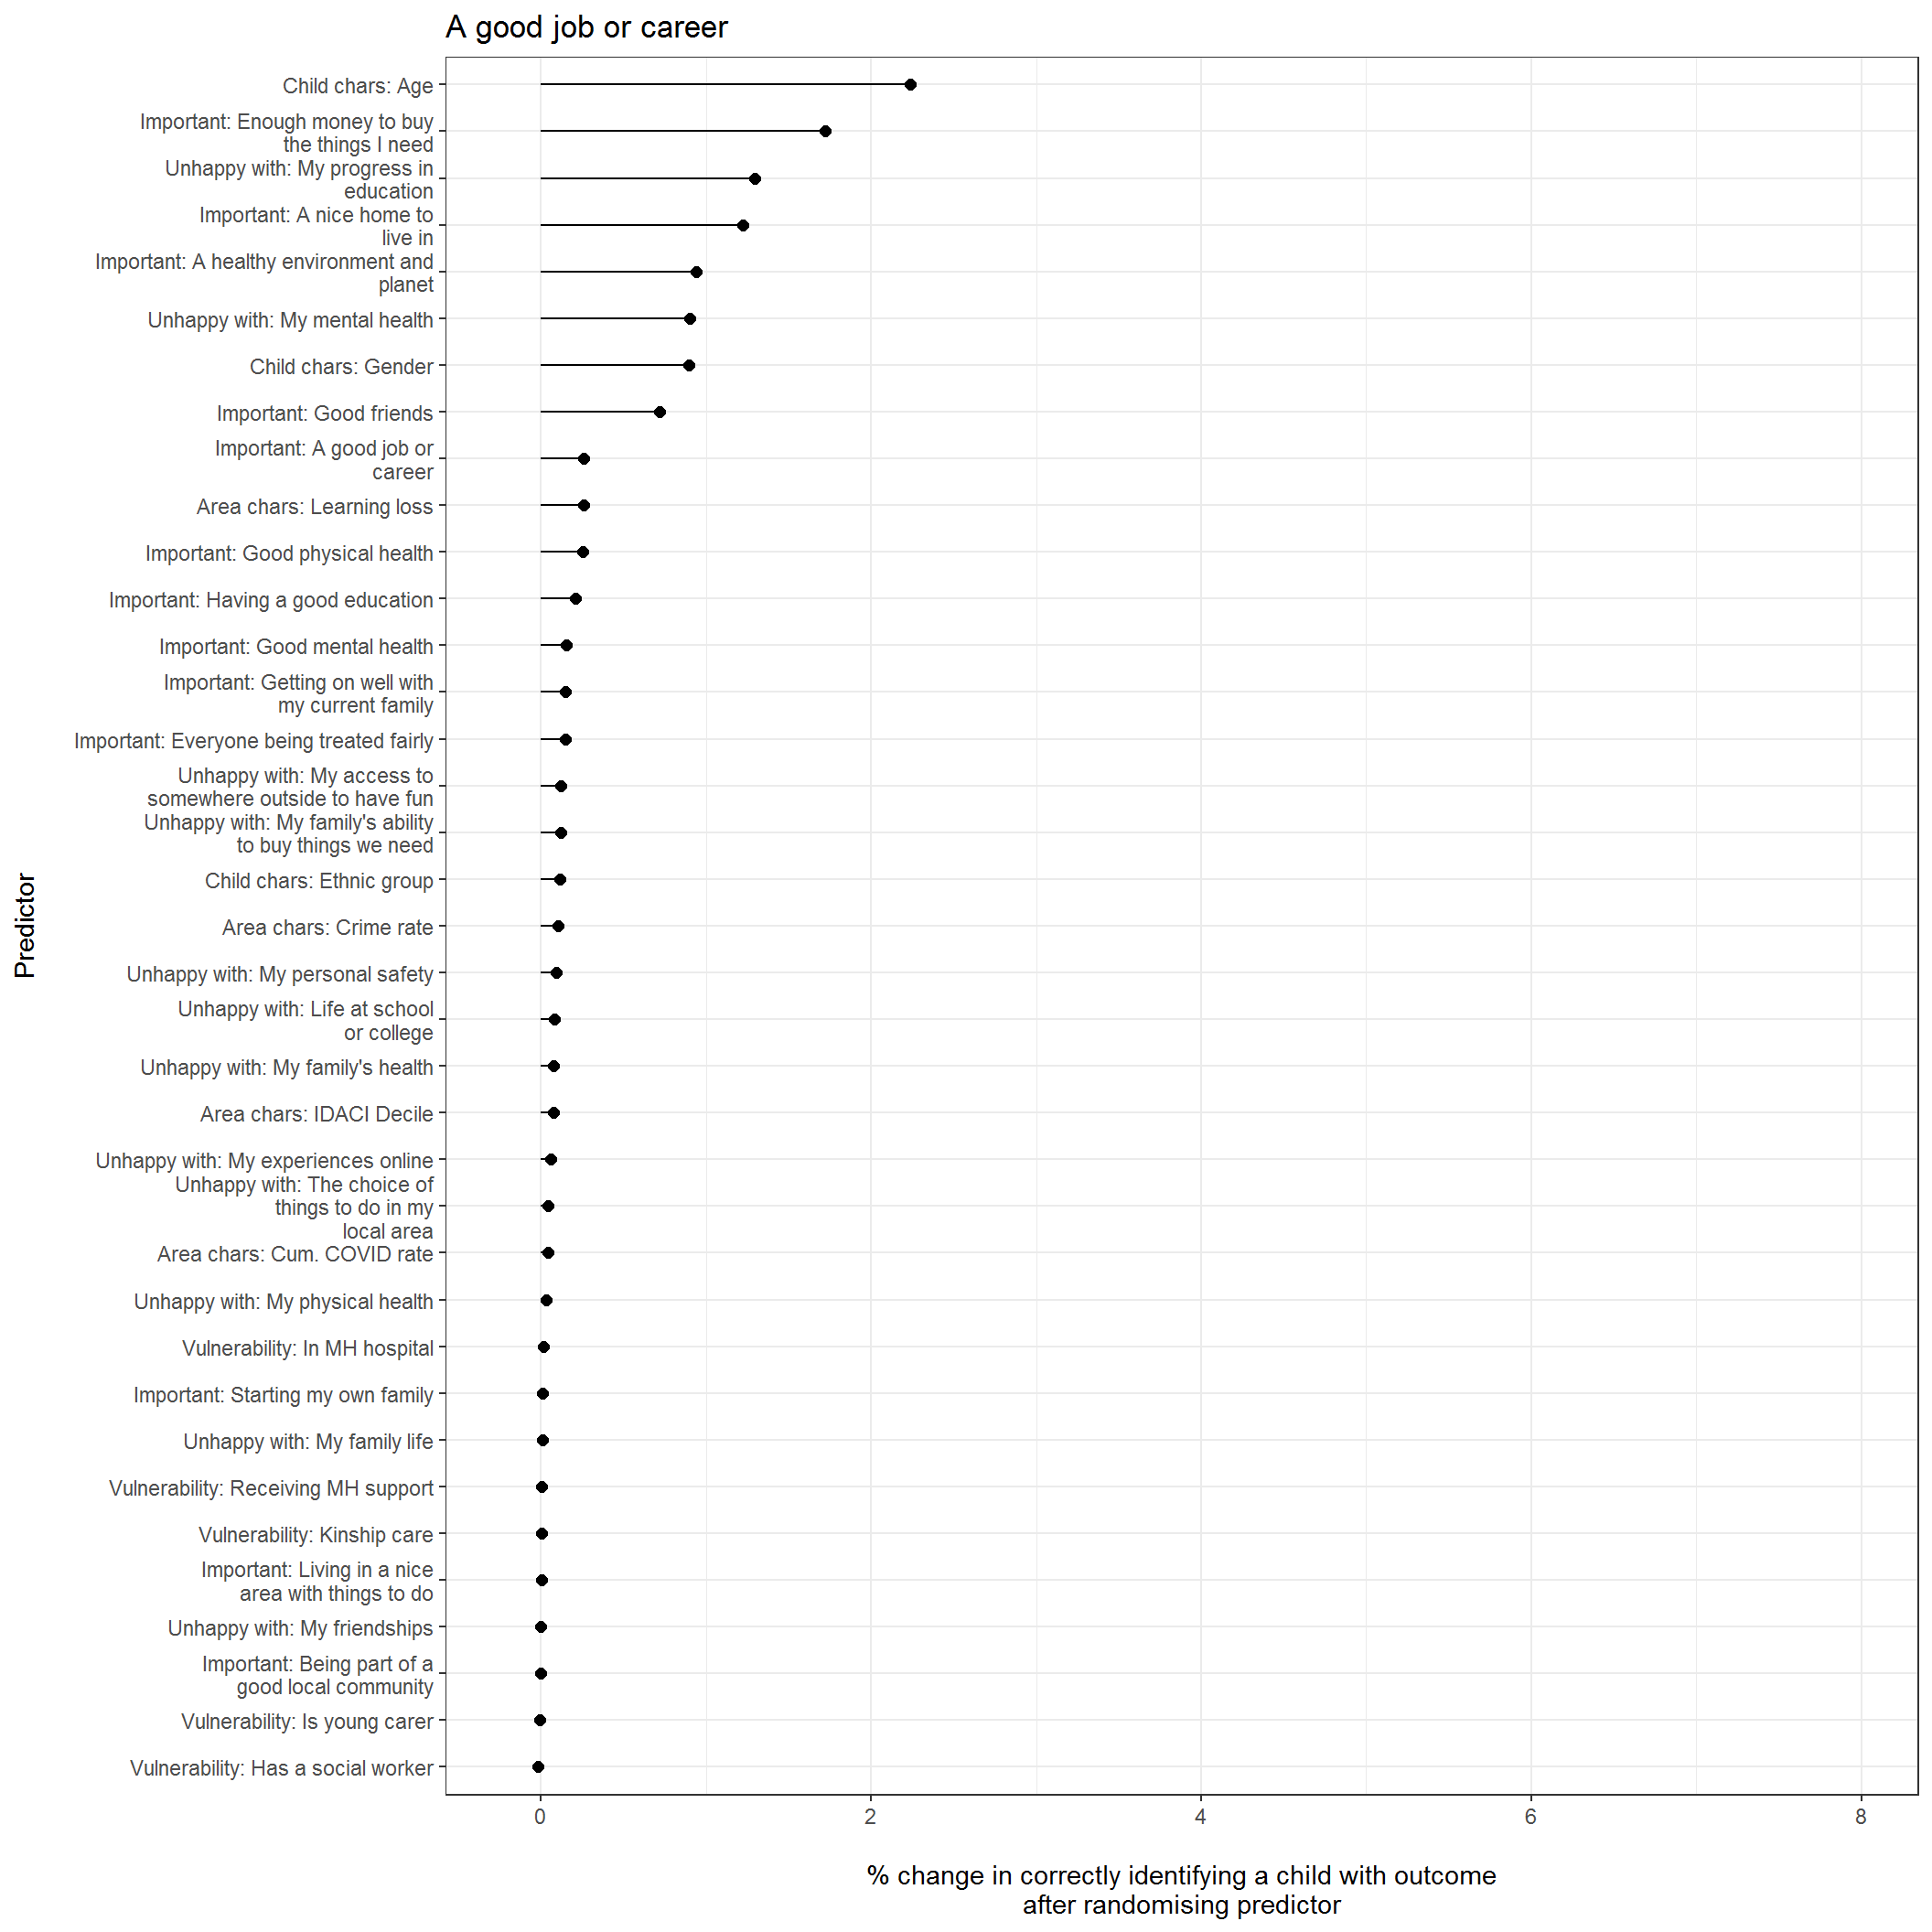 A good job or career
Child chars: Age
Important: Enough money to buy
the things I need
Unhappy with: My progress in
education
Important: A nice home to
live in
Important: A healthy environment and
planet
Unhappy with: My mental health
Child chars: Gender
Important: Good friends
Important: A good job or
career
Area chars: Learning loss
Important: Good physical health
Important: Having a good education
Important: Good mental health
Important: Getting on well with
my current family
Important: Everyone being treated fairly
Unhappy with: My access to
somewhere outside to have fun
Unhappy with: My family's ability
to buy things we need
Child chars: Ethnic group
Area chars: Crime rate
Unhappy with: My personal safety
Unhappy with: Life at school
or college
Unhappy with: My family's health
Area chars: IDACI Decile
Unhappy with: My experiences online
Unhappy with: The choice of
things to do in my
local area
Area chars: Cum. COVID rate
Unhappy with: My physical health
Vulnerability: In MH hospital
Important: Starting my own family
Unhappy with: My family life
Vulnerability: Receiving MH support
Vulnerability: Kinship care
Important: Living in a nice
area with things to do
Unhappy with: My friendships
Important: Being part of a
good local community
Vulnerability: Is young carer
Vulnerability: Has a social worker
Predictor
0 2 4 6 8
% change in correctly identifying a child with outcome
after randomising predictor